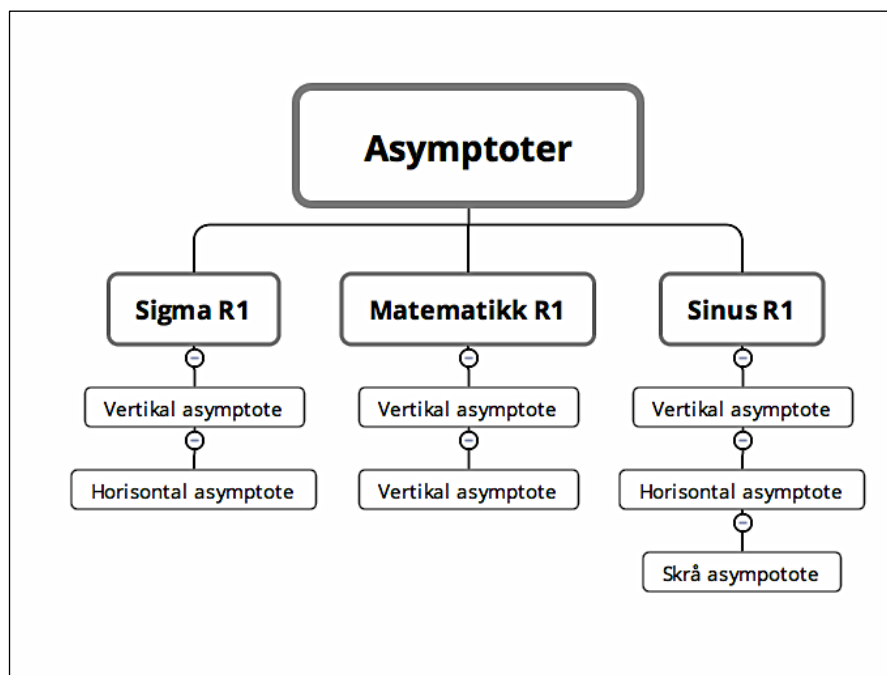 Asymptoter
Sigma R1
Matematikk R1
Sinus R1
Vertikal asymptote
Vertikal asymptote
Vertikal asymptote
Horisontal asymptote
Vertikal asymptote
Horisontal asymptote
Skrå asympotote